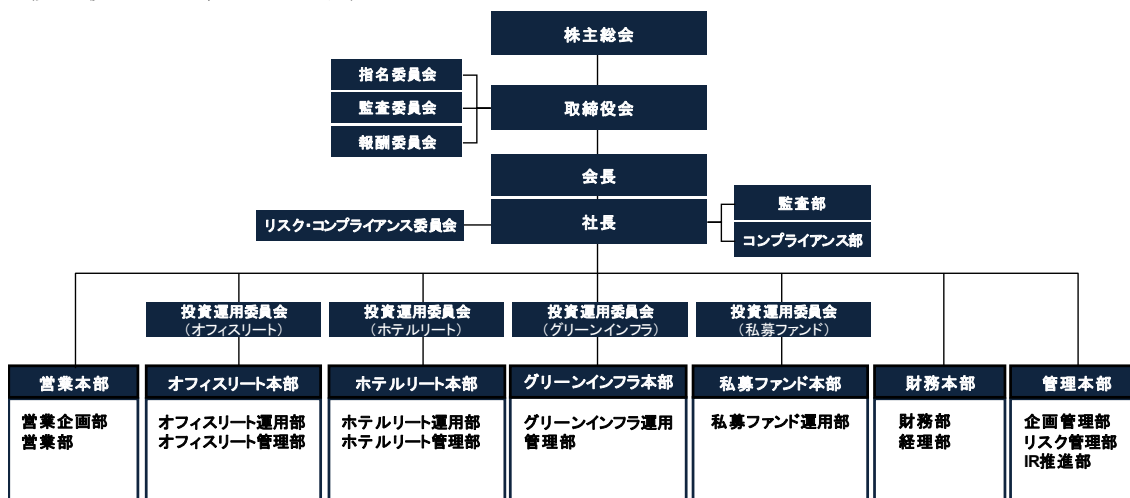 株主総会
指名委員会
監査委員会
取締役会
報酬委員会
会長
監査部
リスク・コンプライアンス委員会
社長
コンプライアンス部
投資運用委員会
(オフィスリート)
投資運用委員会
(ホテルリート)
投資運用委員会
(グリーンインフラ)
投資運用委員会
(私募ファンド)
営業本部
営業企画部
営業部
オフィスリート本部
オフィスリート運用部
オフィスリート管理部
ホテルリート本部
ホテルリート運用部
ホテルリート管理部
グリーンインフラ本部
グリーンインフラ運用
管理部
私募ファンド本部
私募ファンド運用部
財務本部
財務部
経理部
管理本部
企画管理部
リスク管理部
IR推進部